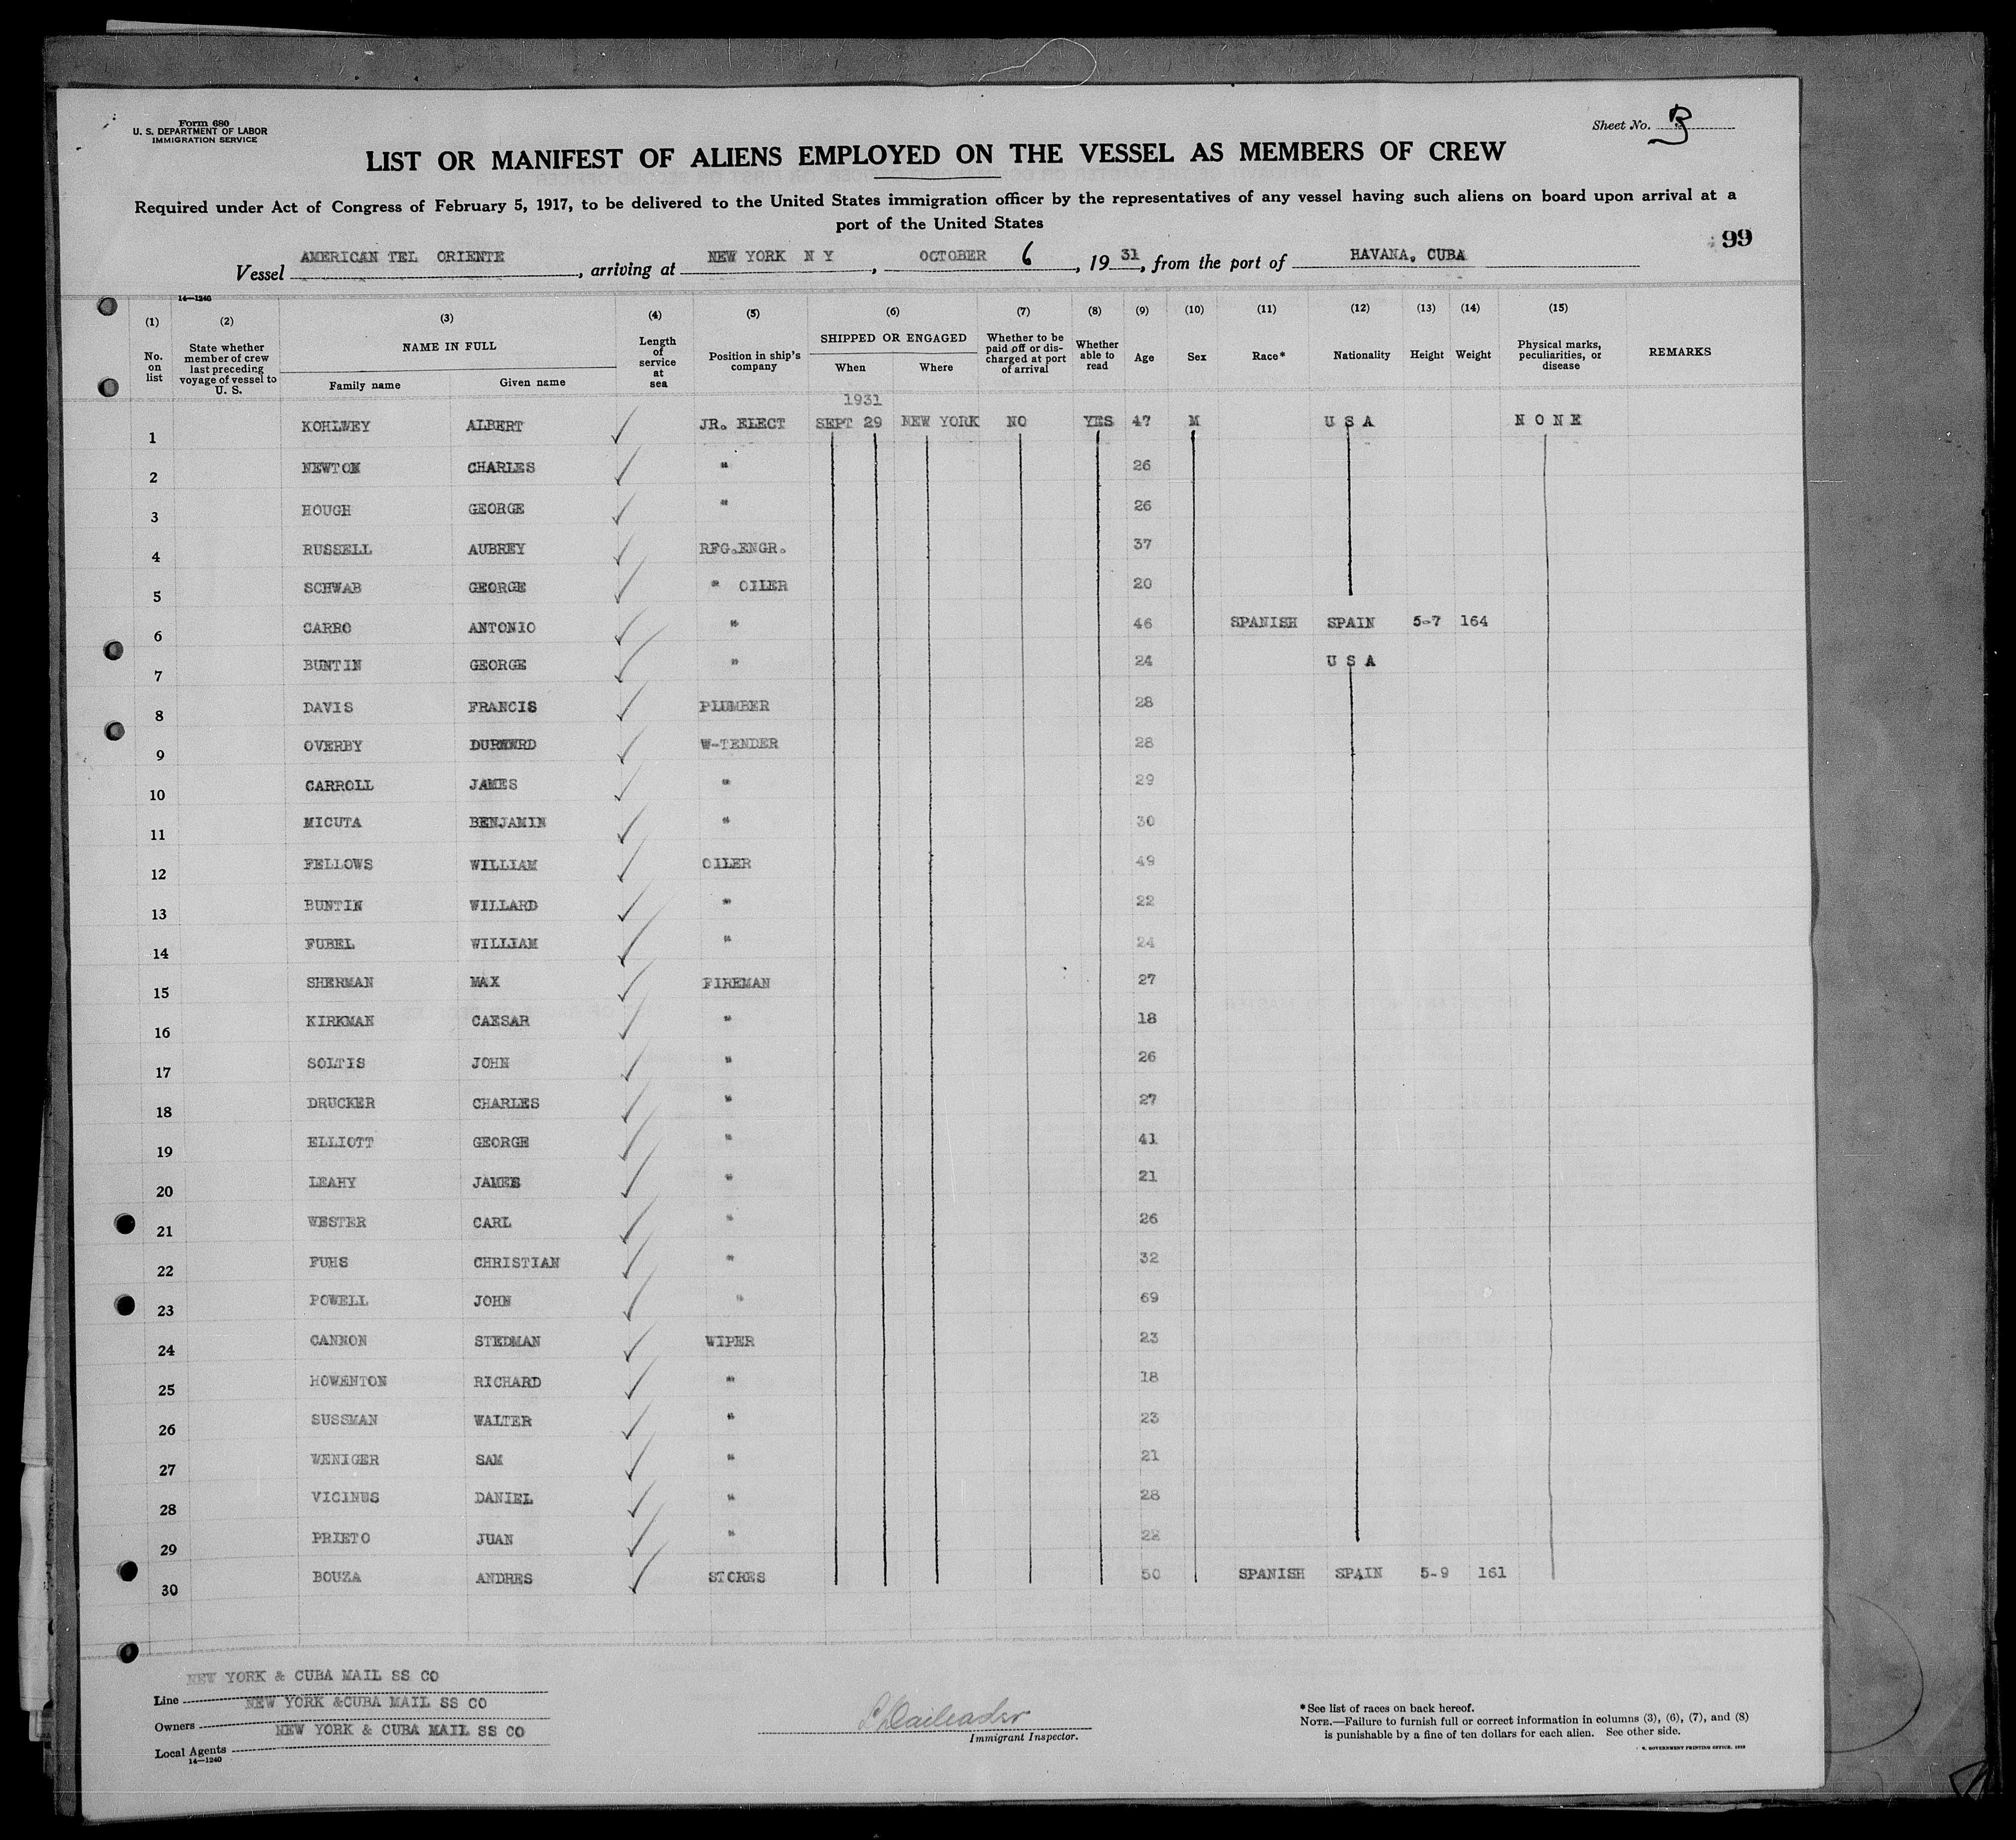 Form 680
U. S. DEPARTMENT OF LABOR
IMMIGRATION SERVICE
Sheet No. B
LIST OR MANIFEST OF ALIENS EMPLOYED ON THE VESSEL AS MEMBERS OF CREW
Required under Act of Congress of February 5, 1917, to be delivered to the United States immigration officer by the representatives of any vessel having such aliens on board upon arrival at a
port of the United States
99
Vessel AMERICAN TEL ORIENTE, arriving at NEW YORK N Y, OCTOBER 6, 1931, from the port of HAVANA, CUBA
14—1240
(1) (2) (3) (4) (5) (6) (7) (8) (9) (10) (11) (12) (13) (14) (15)
No. on list
State whether member of crew last preceding voyage of vessel to U. S.
NAME IN FULL
Family name
Given name
Length of service at sea
Position in ship's company
SHIPPED OR ENGAGED
When
Where
Whether to be paid off or discharged at port of arrival
Whether able to read
Age
Sex
Race*
Nationality
Height
Weight
Physical marks, peculiarities, or disease
REMARKS
1931
1 KOHLWEY ALBERT ✓ JR. ELECT SEPT 29 NEW YORK NO YES 47 M U S A N O N E
2 NEWTON CHARLES ✓ " 26
3 HOUGH GEORGE ✓ " 26
4 RUSSELL AUBREY ✓ RFG.ENGR. 37
5 SCHWAB GEORGE ✓ " OILER 20
6 CARRO ANTONIO ✓ " 46 SPANISH SPAIN 5-7 164
7 BUNTIN GEORGE ✓ " 24 U S A
8 DAVIS FRANCIS ✓ PLUMBER 28
9 OVERBY ✓ W-TENDER 28
10 CARROLL JAMES ✓ " 29
11 MICUTA BENJAMIN ✓ " 30
12 FELLOWS WILLIAM ✓ OILER 49
13 BUNTIN WILLARD ✓ " 22
14 FUBEL WILLIAM ✓ " 24
15 SHERMAN MAX ✓ FIREMAN 27
16 KIRKMAN CAESAR ✓ " 18
17 SOLTIS JOHN ✓ " 26
18 DRUCKER CHARLES ✓ " 27
19 ELLIOTT GEORGE ✓ " 41
20 LEAHY JAMES ✓ " 21
21 WESTER CARL ✓ " 26
22 FUHS CHRISTIAN ✓ " 32
23 POWELL JOHN ✓ " 69
24 CANNON STEDMAN ✓ WIPER 23
25 HOWENTON RICHARD ✓ " 18
26 SUSSMAN WALTER ✓ " 23
27 WENIGER SAM ✓ " 21
28 VICINUS DANIEL ✓ " 28
29 PRIETO JUAN ✓ " 22
30 BOUZA ANDRES ✓ STORES 50 SPANISH SPAIN 5-9 161
NEW YORK & CUBA MAIL SS CO
Line NEW YORK &CUBA MAIL SS CO
Owners NEW YORK & CUBA MAIL SS CO
Local Agents
14—1240
Immigrant Inspector.
*See list of races on back hereof.
NOTE.—Failure to furnish full or correct information in columns (3), (6), (7), and (8)
is punishable by a fine of ten dollars for each alien. See other side.
GOVERNMENT PRINTING OFFICE